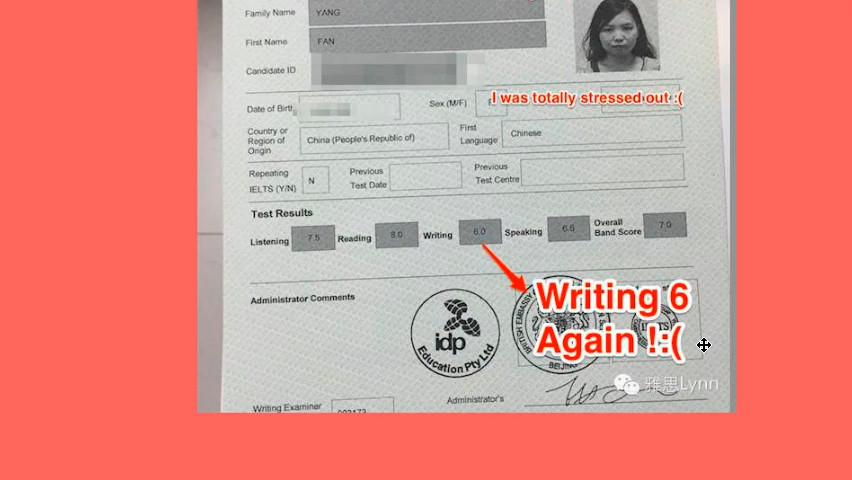 Family Name YANG
First Name FAN
Candidate ID
Date of Birth Sex (M/F) F
I was totally stressed out :(
Country or Region of Origin China (People's Republic of) First Language Chinese
Repeating IELTS (Y/N) N Previous Test Date Previous Test Centre
Test Results
Listening 7.5 Reading 8.0 Writing 6.0 Speaking 6.5 Overall Band Score 7.0
Writing 6
Again !:(
Administrator Comments
idp
Education Pty Ltd
BRITISH EMBASSY
BEIJING
IELTS
雅思Lynn
Writing Examiner
Administrator's